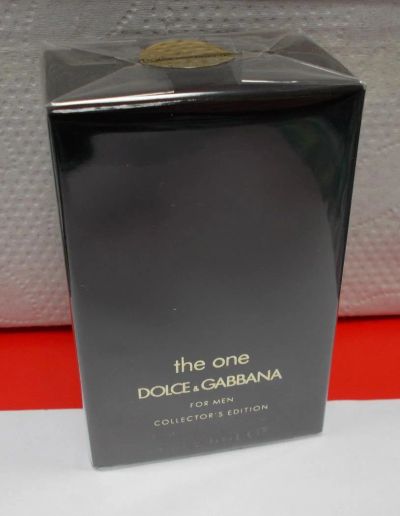 the one
DOLCE & GABBANA
FOR MEN
COLLECTOR'S EDITION